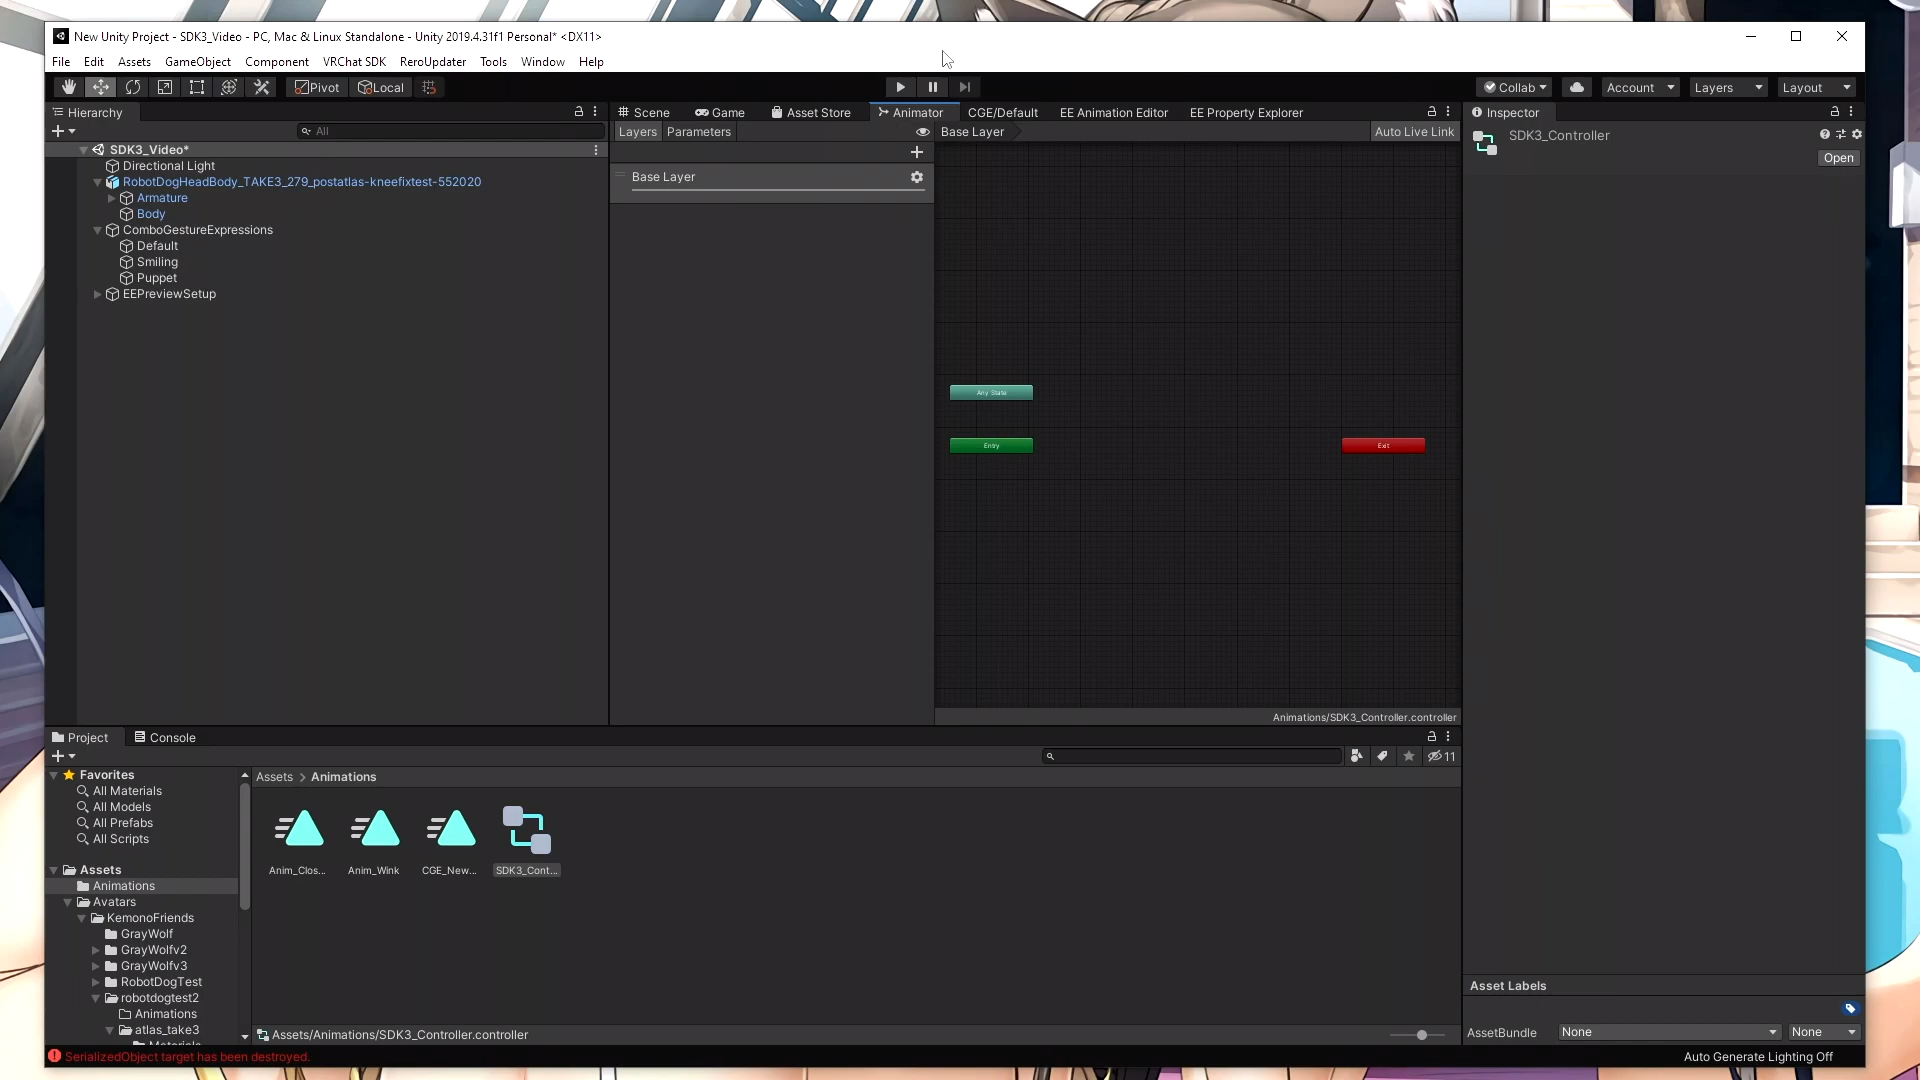 New Unity Project - SDK3_Video - PC, Mac & Linux Standalone - Unity 2019.4.31f1 Personal* <DX11>
File Edit Assets GameObject Component VRChat SDK ReroUpdater Tools Window Help
Pivot Local Collab Account Layers Layout
Hierarchy
All
SDK3_Video*
Directional Light
RobotDogHeadBody_TAKE3_279_postatlas-kneefixtest-552020
Armature
Body
ComboGestureExpressions
Default
Smiling
Puppet
EEPreviewSetup
Scene Game Asset Store Animator CGE/Default EE Animation Editor EE Property Explorer
Layers Parameters Base Layer Auto Live Link
Base Layer
Any State
Entry
Exit
Animations/SDK3_Controller.controller
Inspector
SDK3_Controller
Open
Asset Labels
AssetBundle None None
Project Console
11
Favorites
All Materials
All Models
All Prefabs
All Scripts
Assets
Animations
Avatars
KemonoFriends
GrayWolf
GrayWolfv2
GrayWolfv3
RobotDogTest
robotdogtest2
Animations
atlas_take3
Materials
Assets > Animations
Anim_Clos... Anim_Wink CGE_New... SDK3_Cont...
Assets/Animations/SDK3_Controller.controller
SerializedObject target has been destroyed.
Auto Generate Lighting Off